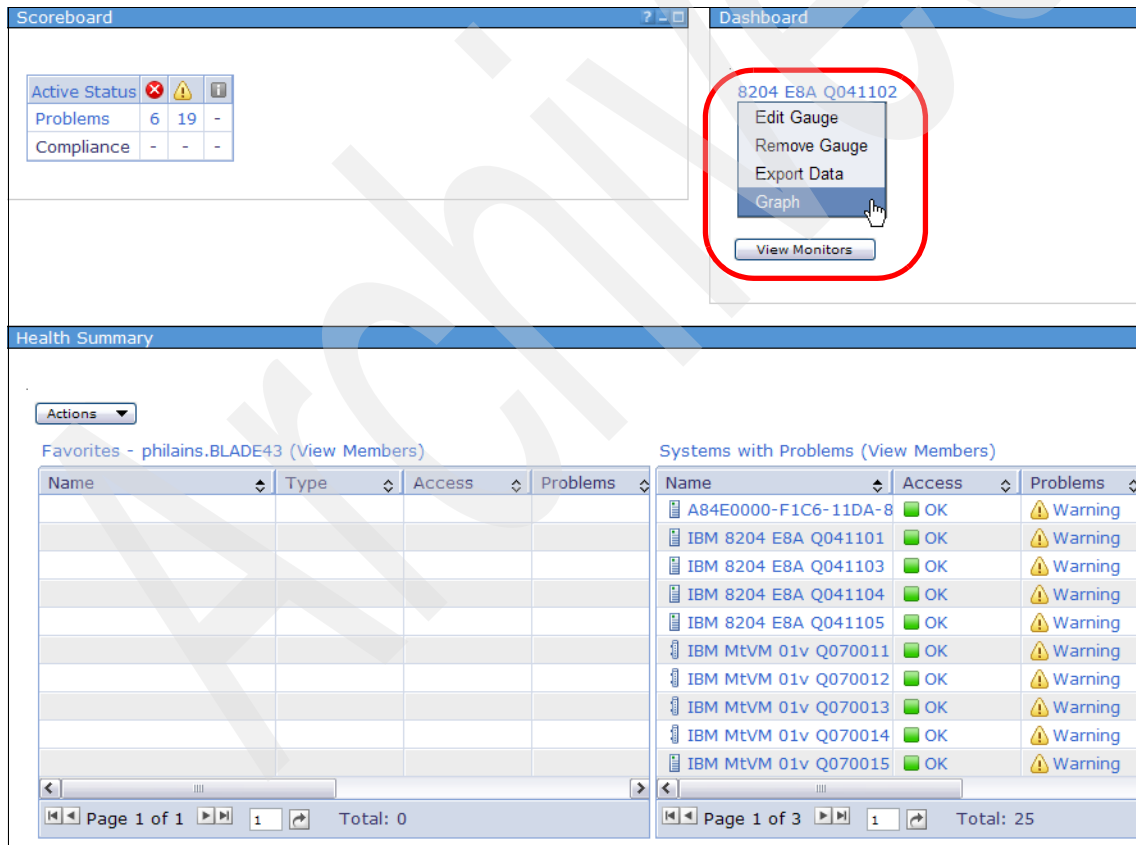 Scoreboard ? Dashboard
8204 E8A Q041102
Active Status
Problems 6 19 -
Compliance - - -
Edit Gauge
Remove Gauge
Export Data
Graph
View Monitors
Health Summary
Actions
Favorites - philains.BLADE43 (View Members) Systems with Problems (View Members)
Name Type Access Problems Name Access Problems
A84E0000-F1C6-11DA-8 OK Warning
IBM 8204 E8A Q041101 OK Warning
IBM 8204 E8A Q041103 OK Warning
IBM 8204 E8A Q041104 OK Warning
IBM 8204 E8A Q041105 OK Warning
IBM MtVM 01v Q070011 OK Warning
IBM MtVM 01v Q070012 OK Warning
IBM MtVM 01v Q070013 OK Warning
IBM MtVM 01v Q070014 OK Warning
IBM MtVM 01v Q070015 OK Warning
Page 1 of 1 1 Total: 0 Page 1 of 3 1 Total: 25
Archive